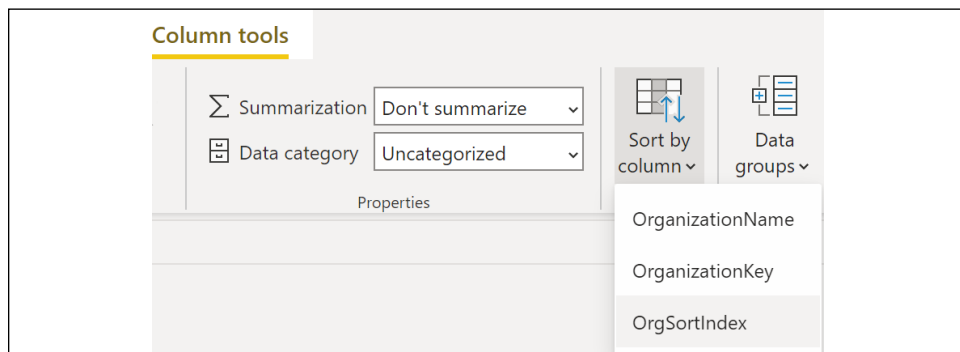 Column tools
Summarization Don't summarize
Data category Uncategorized
Properties
Sort by
column
Data
groups
OrganizationName
OrganizationKey
OrgSortIndex